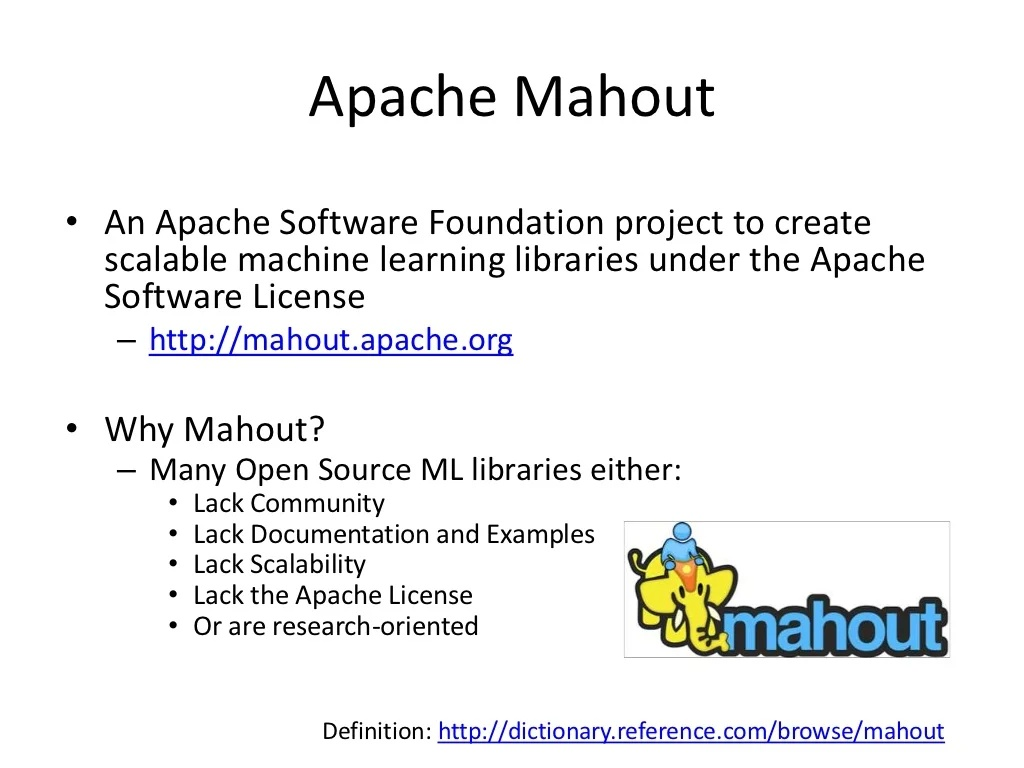 Apache Mahout
• An Apache Software Foundation project to create
scalable machine learning libraries under the Apache
Software License
– http://mahout.apache.org
• Why Mahout?
– Many Open Source ML libraries either:
• Lack Community
• Lack Documentation and Examples
• Lack Scalability
• Lack the Apache License
• Or are research-oriented
mahout
Definition: http://dictionary.reference.com/browse/mahout